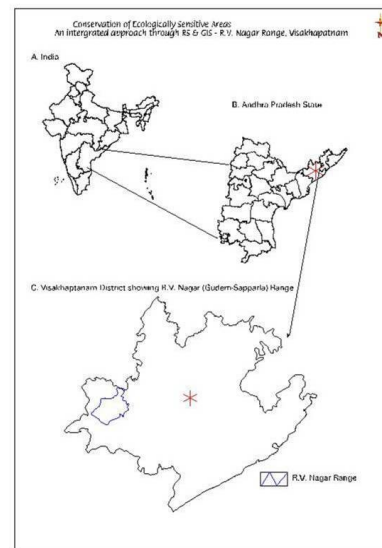 Conservation of Ecologically Sensitive Areas
An intergrated approach through RS & GIS - R.V. Nagar Range, Visakhapatnam
N
A. India
B. Andhra Pradesh State
C. Visakhaptanam District showing R.V. Nagar (Gudem-Sapparla) Range
R.V. Nagar Range